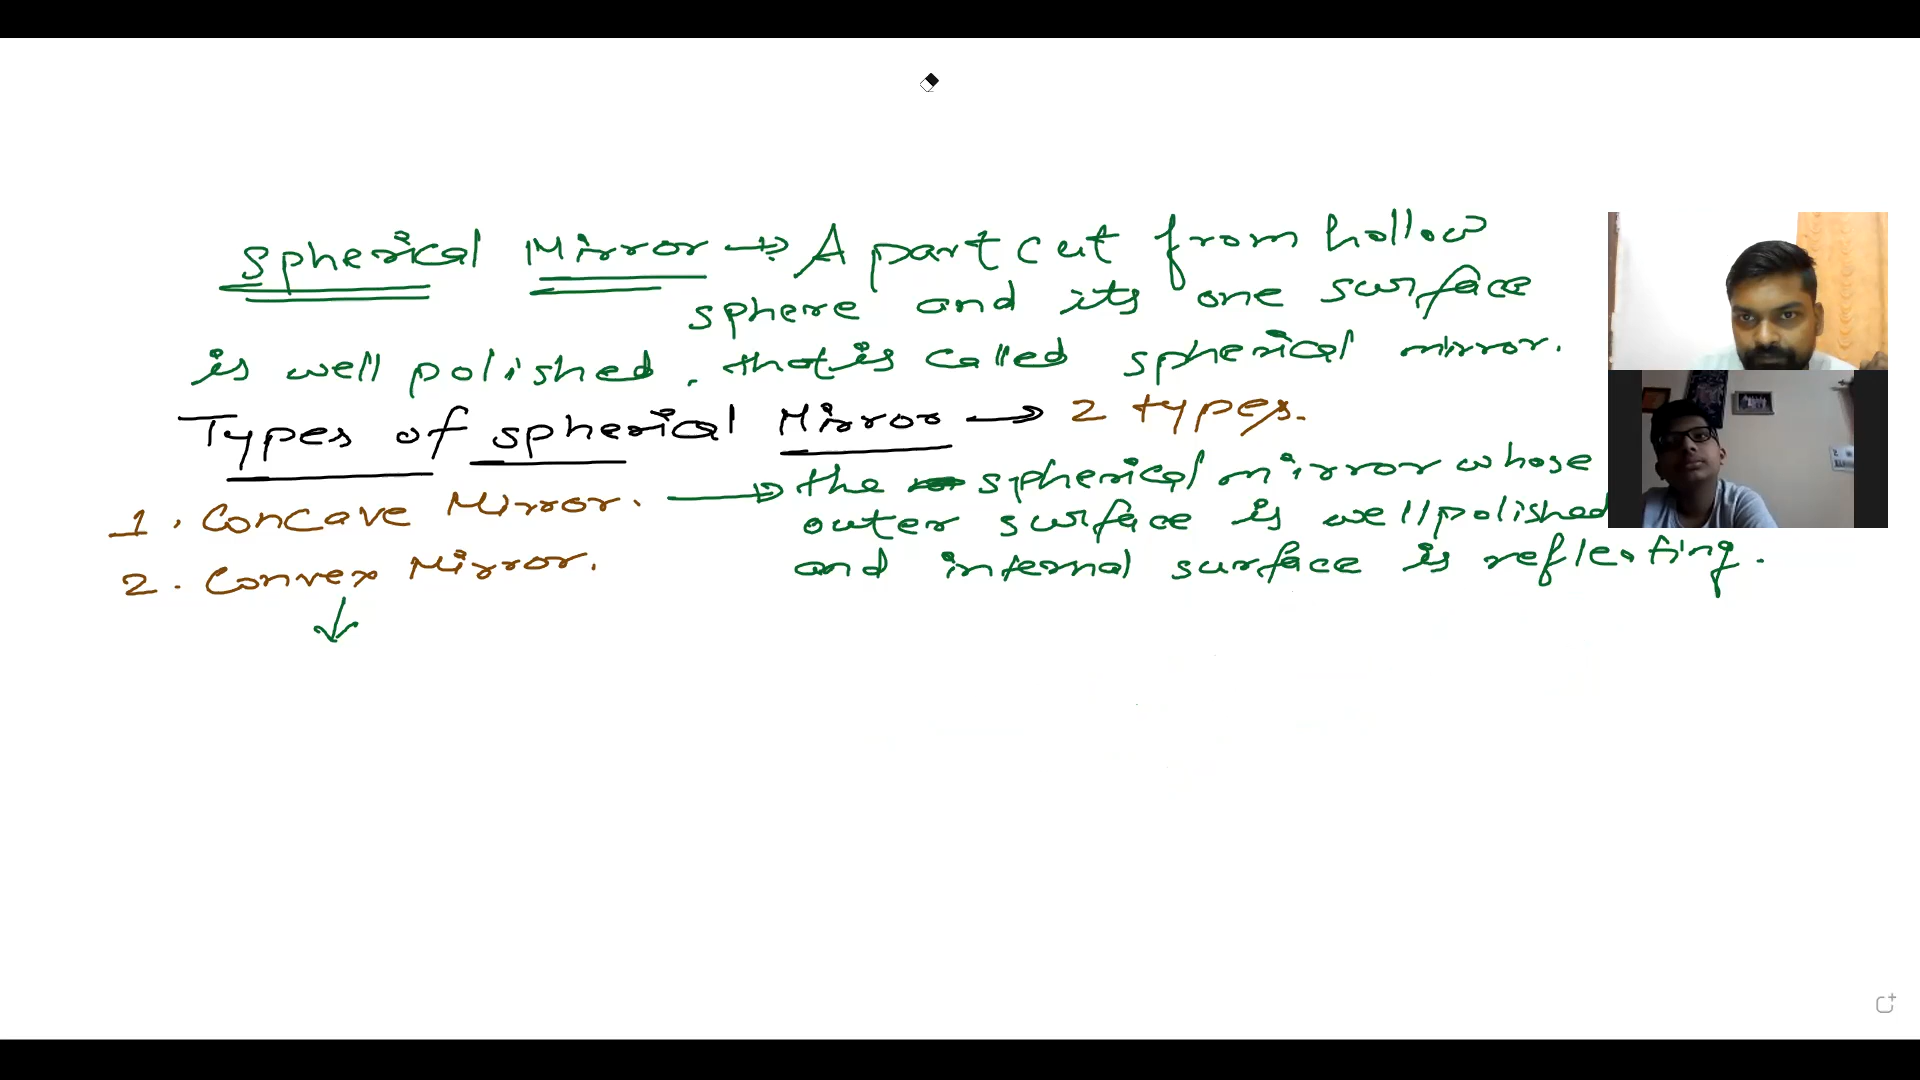 Spherical Mirror → A part cut from hollow
sphere and its one surface
is well polished. that is called spherical mirror.
Types of spherical Mirror → 2 types.
1. Concave Mirror. → the spherical mirror whose
outer surface is well polished
2. Convex Mirror. and internal surface is reflecting.